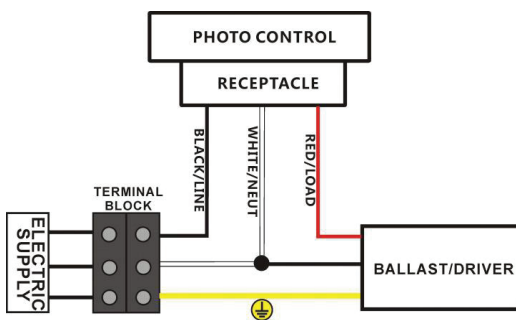 PHOTO CONTROL
RECEPTACLE
BLACK/LINE
WHITE/NEUT
RED/LOAD
TERMINAL
BLOCK
ELECTRIC
SUPPLY
BALLAST/DRIVER